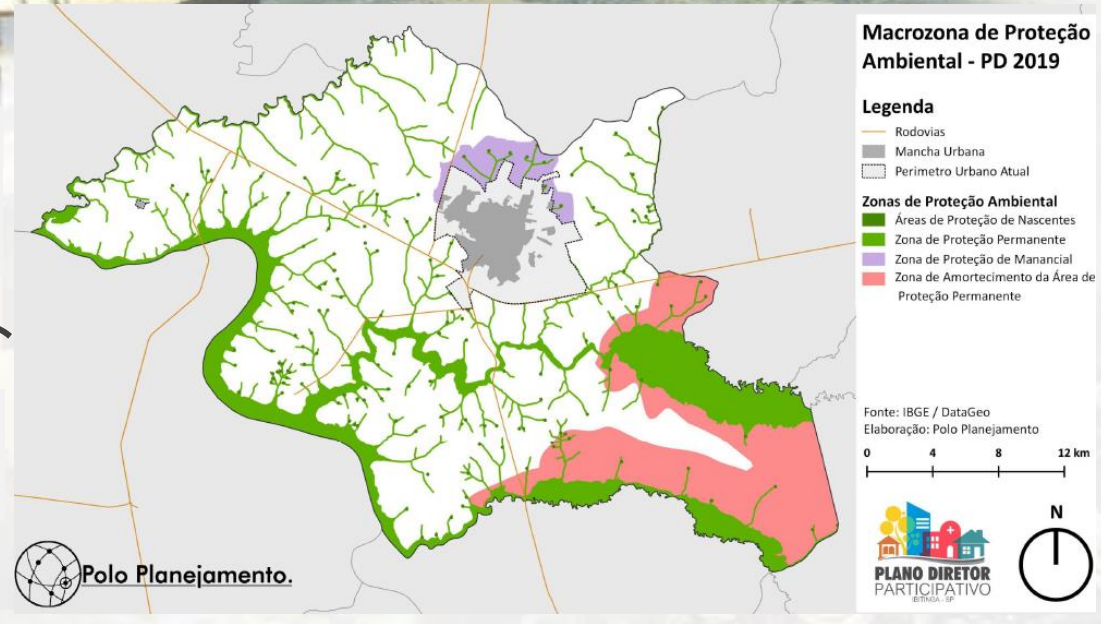 Macrozona de Proteção
Ambiental - PD 2019
Legenda
Rodovias
Mancha Urbana
Perimetro Urbano Atual
Zonas de Proteção Ambiental
Áreas de Proteção de Nascentes
Zona de Proteção Permanente
Zona de Proteção de Manancial
Zona de Amortecimento da Área de
Proteção Permanente
Fonte: IBGE / DataGeo
Elaboração: Polo Planejamento
0 4 8 12 km
N
PLANO DIRETOR
PARTICIPATIVO
IBITINGA - SP
Polo Planejamento.